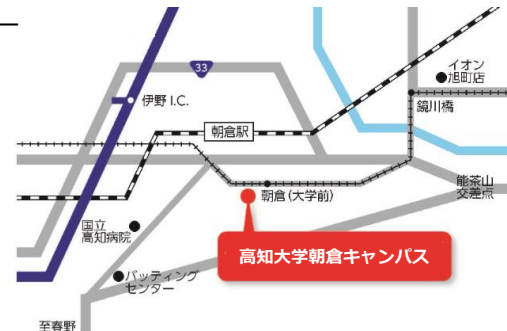 33
イオン
旭町店
伊野 I.C.
鏡川橋
朝倉駅
朝倉(大学前)
能茶山
交差点
国立
高知病院
高知大学朝倉キャンパス
バッティング
センター
至春野